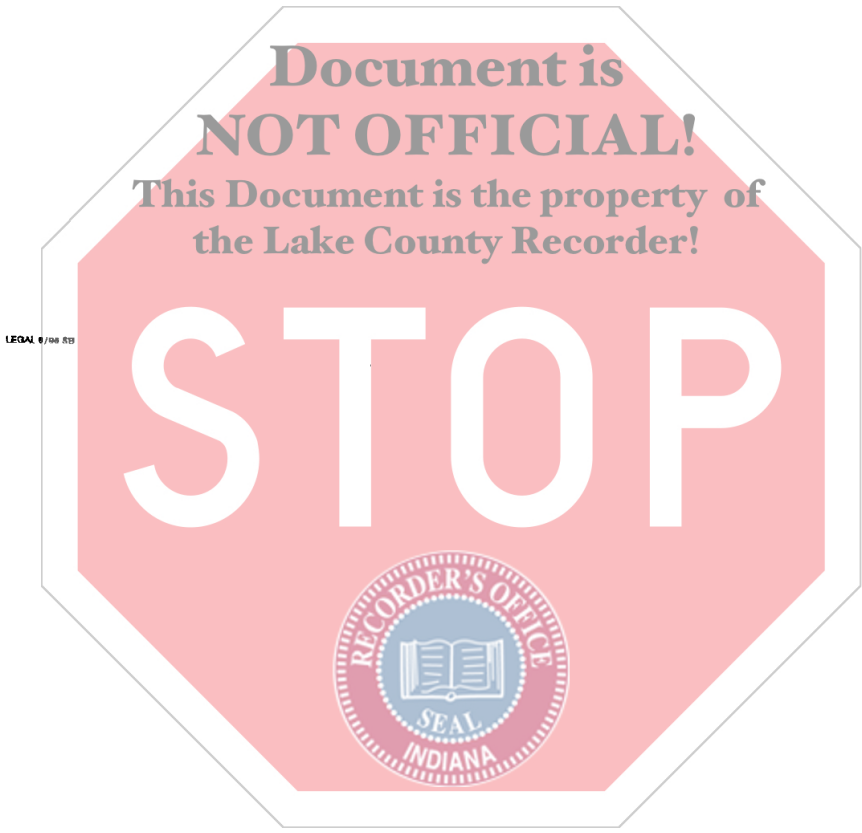 Document is
NOT OFFICIAL!
This Document is the property of
the Lake County Recorder!
LEGAL
STOP
RECORDER'S OFFICE
SEAL
INDIANA